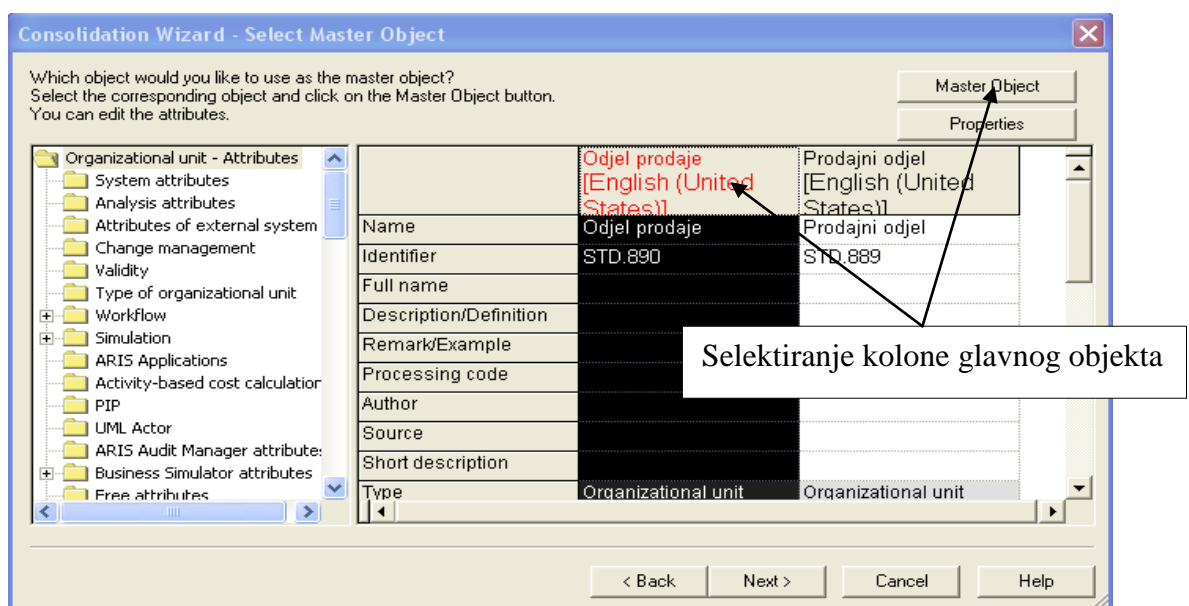 Consolidation Wizard - Select Master Object
Which object would you like to use as the master object?
Select the corresponding object and click on the Master Object button.
You can edit the attributes.
Master Object
Properties
Organizational unit - Attributes
System attributes
Analysis attributes
Attributes of external system
Change management
Validity
Type of organizational unit
Workflow
Simulation
ARIS Applications
Activity-based cost calculation
PIP
UML Actor
ARIS Audit Manager attributes
Business Simulator attributes
Free attributes
Odjel prodaje
[English (United
States)]
Prodajni odjel
[English (United
States)]
Name Odjel prodaje Prodajni odjel
Identifier STD.890 STD.889
Full name
Description/Definition
Remark/Example
Processing code
Author
Source
Short description
Type Organizational unit Organizational unit
Selektiranje kolone glavnog objekta
< Back
Next >
Cancel
Help